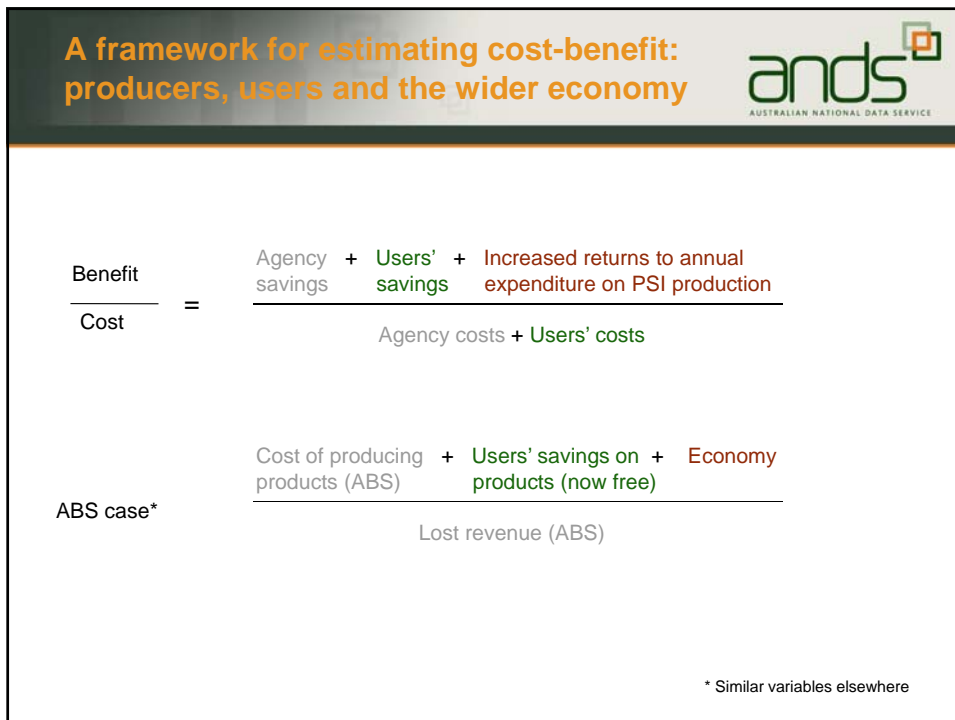 A framework for estimating cost-benefit:
producers, users and the wider economy
ands
AUSTRALIAN NATIONAL DATA SERVICE
Benefit
Cost
=
Agency + Users’ + Increased returns to annual
savings savings expenditure on PSI production
Agency costs + Users’ costs
ABS case*
Cost of producing + Users’ savings on + Economy
products (ABS) products (now free)
Lost revenue (ABS)
* Similar variables elsewhere